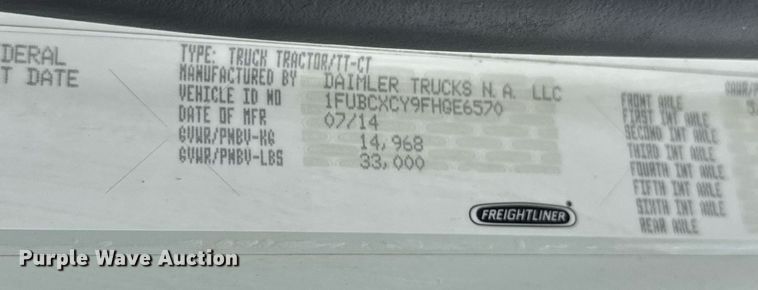 DERAL
T DATE
TYPE: TRUCK TRACTOR/TT-CT
MANUFACTURED BY DAIMLER TRUCKS N.A. LLC
VEHICLE ID NO 1FUBCXCY9FHGE6570
DATE OF MFR 07/14
GVWR/PNBV-KG 14,968
GVWR/PNBV-LBS 33,000
FREIGHTLINER
FRONT AXLE
FIRST INT AXLE
SECOND INT AXLE
THIRD INT AXLE
FOURTH INT AXLE
FIFTH INT AXLE
SIXTH INT AXLE
REAR AXLE
Purple Wave Auction